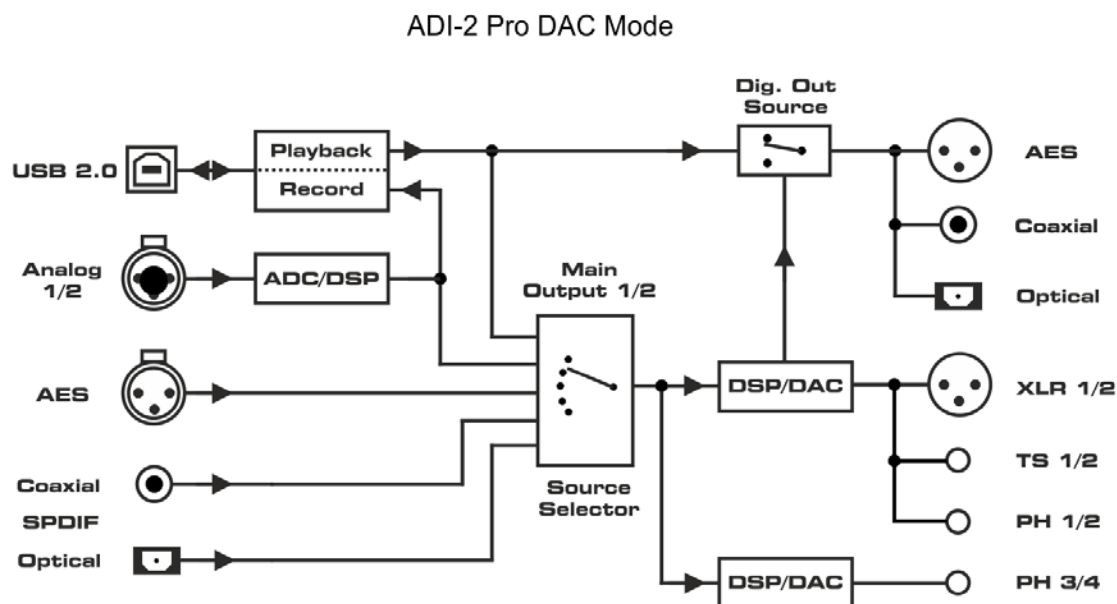 ADI-2 Pro DAC Mode
Dig. Out
Source
USB 2.0
Playback
Record
AES
Coaxial
Analog
1/2
ADC/DSP
Main
Output 1/2
Optical
AES
DSP/DAC
XLR 1/2
TS 1/2
Coaxial
Source
Selector
SPDIF
PH 1/2
Optical
DSP/DAC
PH 3/4